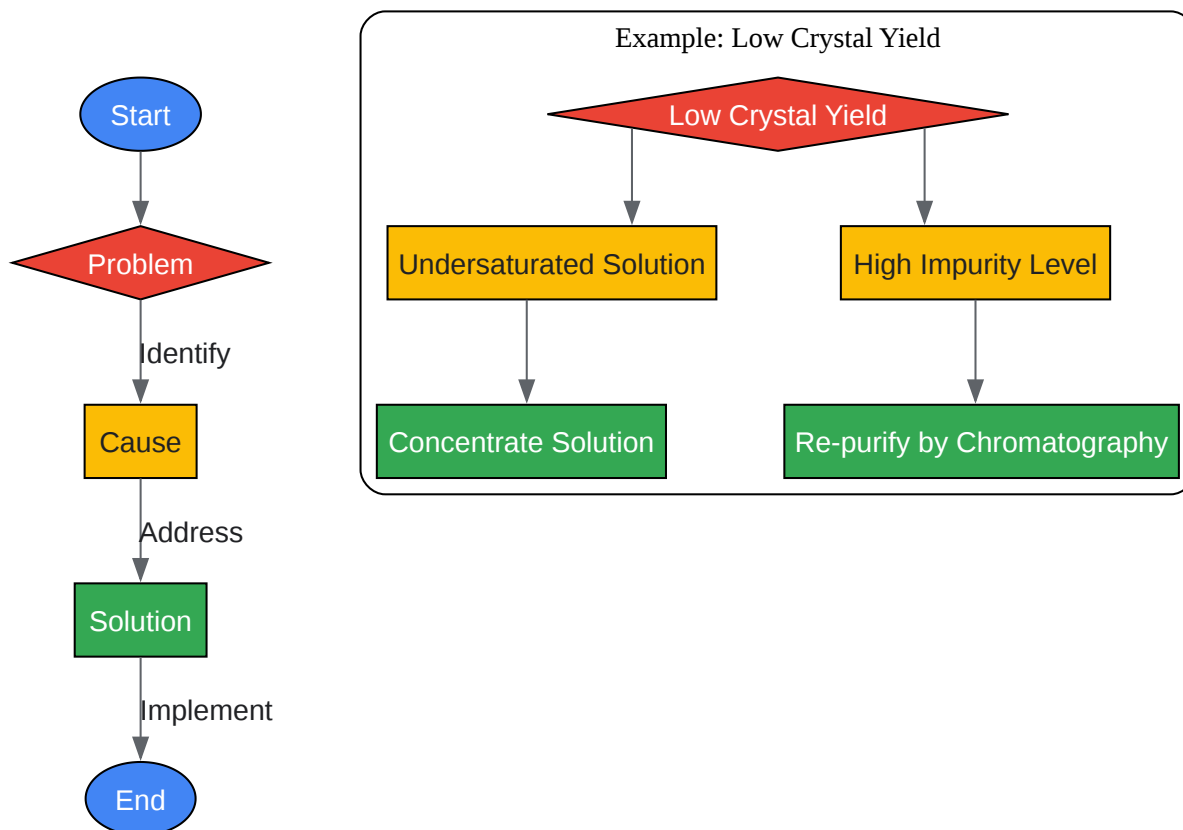 Start
Problem
Identify
Cause
Address
Solution
Implement
End
Example: Low Crystal Yield
Low Crystal Yield
Undersaturated Solution
High Impurity Level
Concentrate Solution
Re-purify by Chromatography